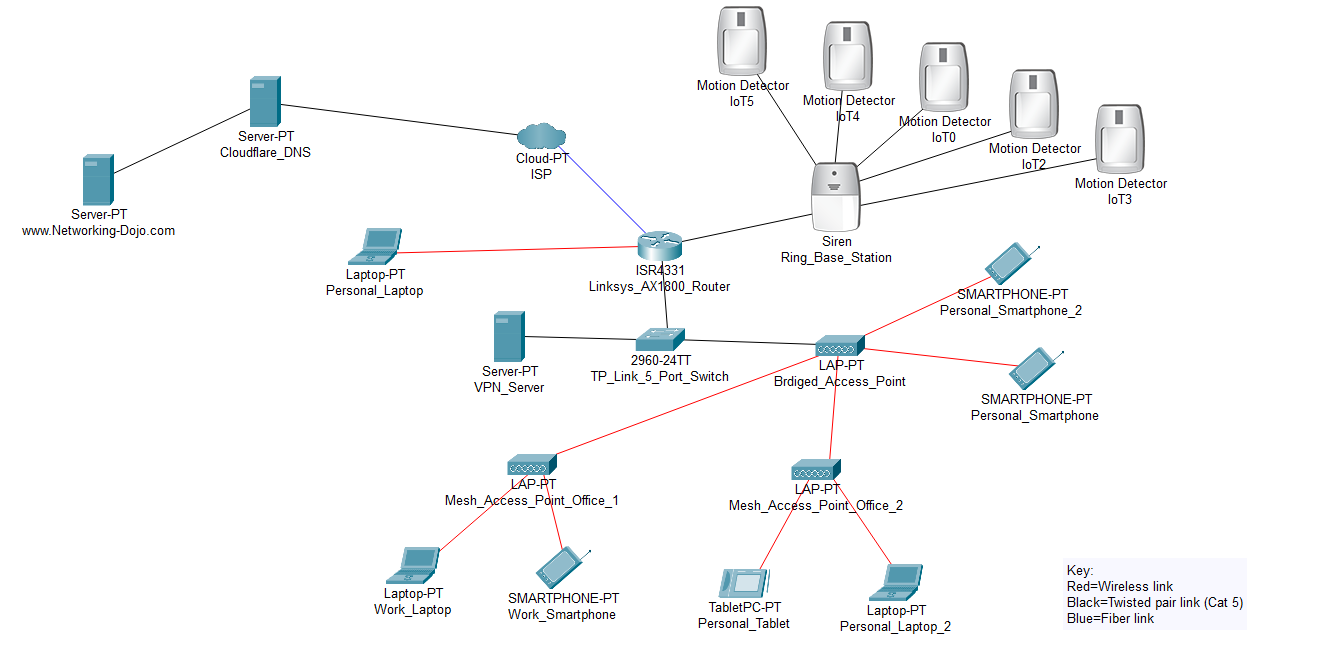 Motion Detector
IoT5
Motion Detector
IoT4
Motion Detector
IoT0
Motion Detector
IoT2
Motion Detector
IoT3
Server-PT
Cloudflare_DNS
Cloud-PT
ISP
Server-PT
www.Networking-Dojo.com
Siren
Ring_Base_Station
Laptop-PT
Personal_Laptop
ISR4331
Linksys_AX1800_Router
SMARTPHONE-PT
Personal_Smartphone_2
Server-PT
VPN_Server
2960-24TT
TP_Link_5_Port_Switch
LAP-PT
Brdiged_Access_Point
SMARTPHONE-PT
Personal_Smartphone
LAP-PT
Mesh_Access_Point_Office_1
LAP-PT
Mesh_Access_Point_Office_2
Laptop-PT
Work_Laptop
SMARTPHONE-PT
Work_Smartphone
TabletPC-PT
Personal_Tablet
Laptop-PT
Personal_Laptop_2
Key:
Red=Wireless link
Black=Twisted pair link (Cat 5)
Blue=Fiber link